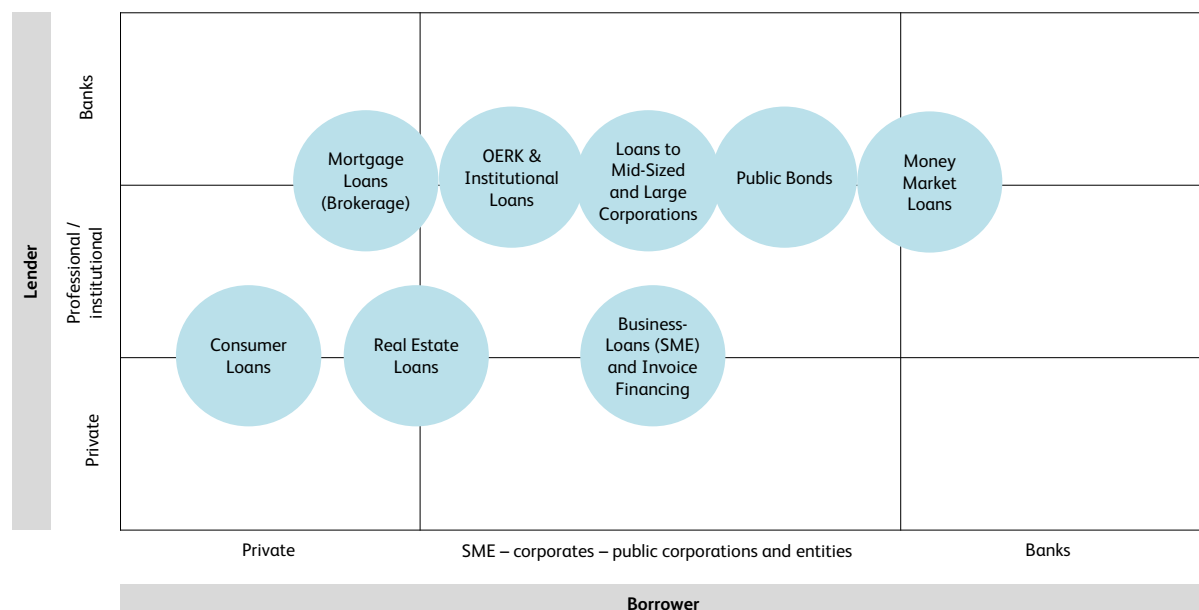 Lender
Banks
Professional /
institutional
Private
Mortgage
Loans
(Brokerage)
OERK &
Institutional
Loans
Loans to
Mid-Sized
and Large
Corporations
Public Bonds
Money
Market
Loans
Consumer
Loans
Real Estate
Loans
Business-
Loans (SME)
and Invoice
Financing
Private
SME – corporates – public corporations and entities
Banks
Borrower